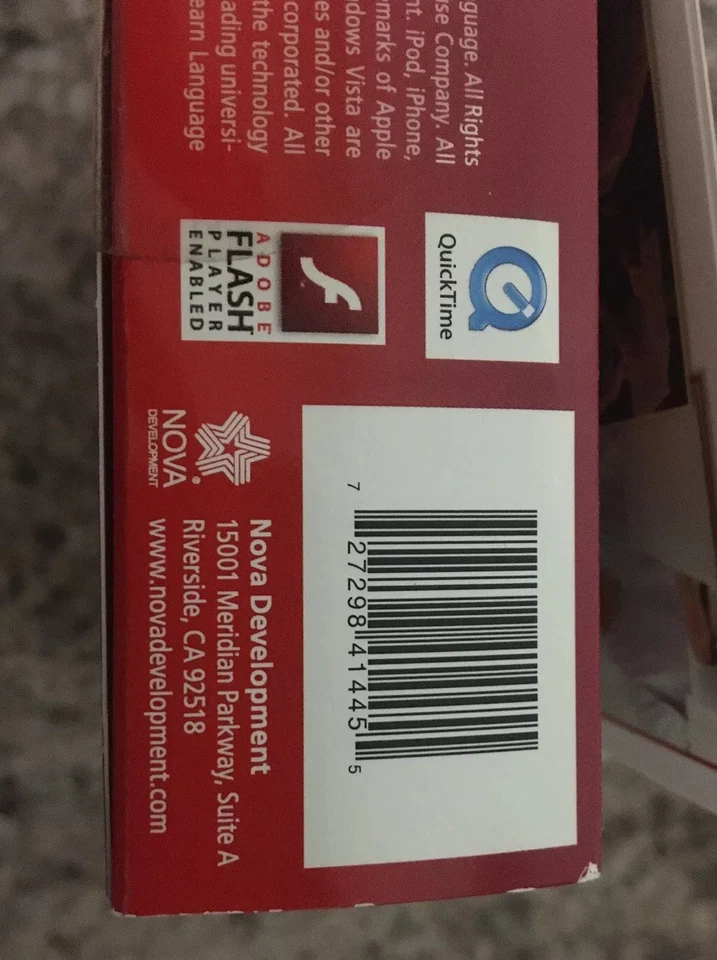 guage. All Rights
se Company. All
nt. iPod, iPhone,
marks of Apple
dows Vista are
es and/or other
corporated. All
the technology
ading universi-
earn Language
QuickTime
ADOBE
FLASH
PLAYER
ENABLED
NOVA
DEVELOPMENT
Nova Development
15001 Meridian Parkway, Suite A
Riverside, CA 92518
www.novadevelopment.com
7 27298 41445 5